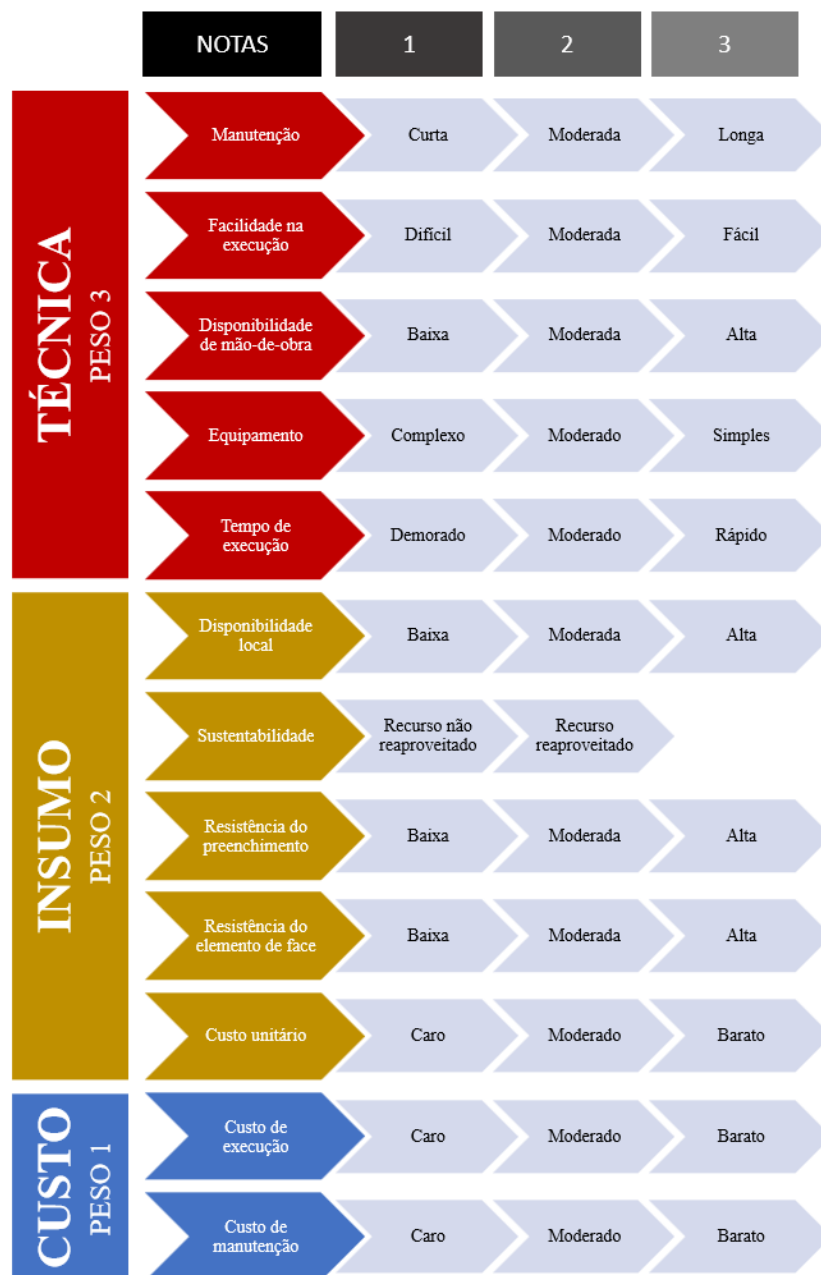 NOTAS 1 2 3
TÉCNICA
PESO 3
Manutenção Curta Moderada Longa
Facilidade na
execução Difícil Moderada Fácil
Disponibilidade
de mão-de-obra Baixa Moderada Alta
Equipamento Complexo Moderado Simples
Tempo de
execução Demorado Moderado Rápido
INSUMO
PESO 2
Disponibilidade
local Baixa Moderada Alta
Sustentabilidade
Recurso não
reaproveitado
Recurso
reaproveitado
Resistência do
preenchimento Baixa Moderada Alta
Resistência do
elemento de face Baixa Moderada Alta
Custo unitário Caro Moderado Barato
CUSTO
PESO 1
Custo de
execução Caro Moderado Barato
Custo de
manutenção Caro Moderado Barato